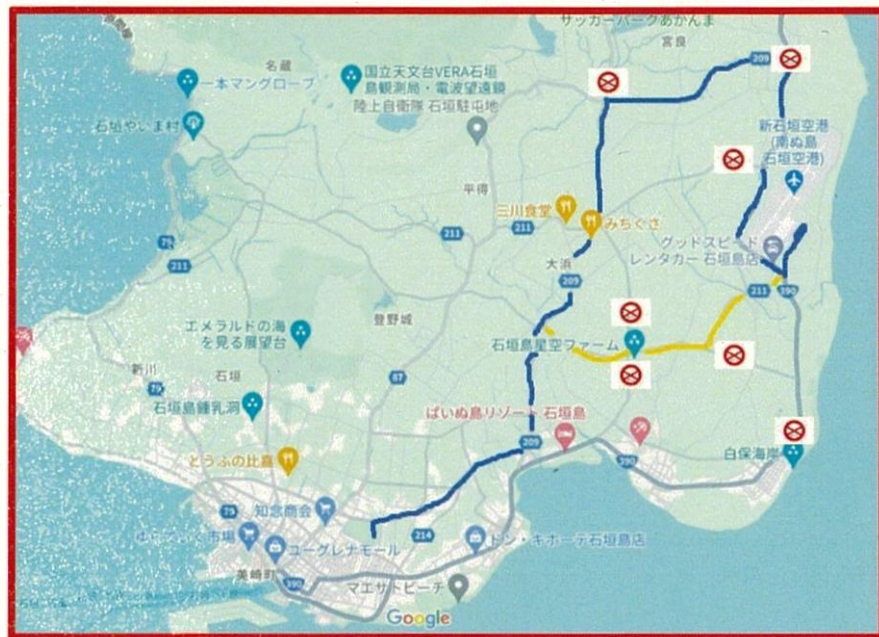 サッカーパークあかんま
宮良
名蔵
国立天文台VERA石垣
島観測局・電波望遠鏡
一本マングローブ
陸上自衛隊 石垣駐屯地
石垣やいま村
209
新石垣空港
(南ぬ島
石垣空港)
平得
三川食堂
みちくさ
211
211
79
211
グッドスピード
レンタカー 石垣島店
大浜
209
211
390
エメラルドの海
を見る展望台
登野城
石垣島星空ファーム
新川
石垣
87
79
石垣島鍾乳洞
ぱいぬ島リゾート 石垣島
209
白保海岸
とうふの比嘉
390
79
知念商会
214
ユーグレナモール
ドン・キホーテ石垣島店
美崎町
390
マエサトビーチ
Google